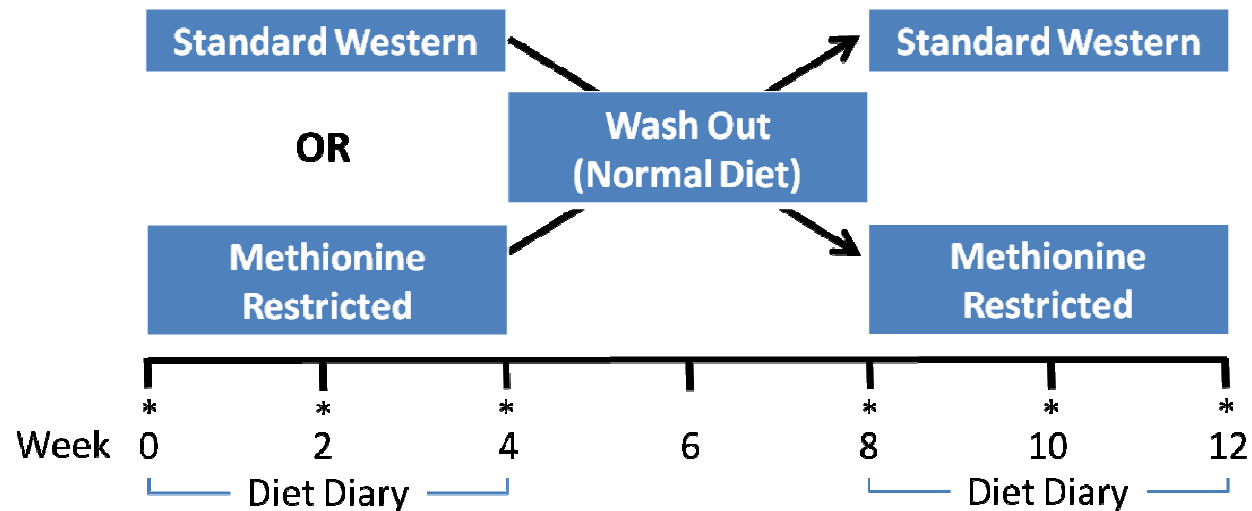 Standard Western
Standard Western
Wash Out
(Normal Diet)
OR
Methionine
Restricted
Methionine
Restricted
* * * * * *
Week 0 2 4 6 8 10 12
Diet Diary Diet Diary